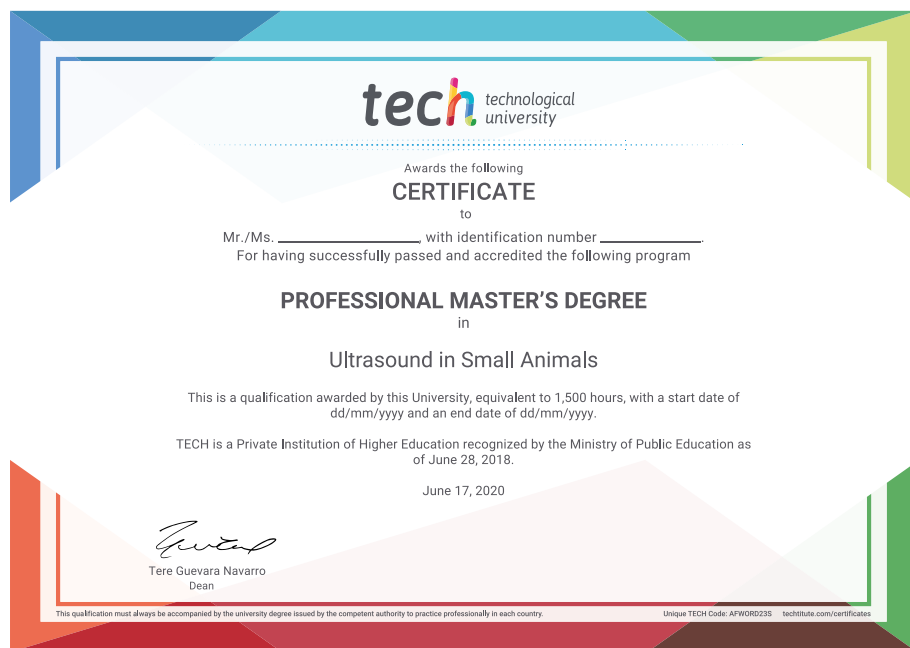 tech technological
university
Awards the following
CERTIFICATE
to
Mr./Ms. ____________________, with identification number ______________.
For having successfully passed and accredited the following program
PROFESSIONAL MASTER'S DEGREE
in
Ultrasound in Small Animals
This is a qualification awarded by this University, equivalent to 1,500 hours, with a start date of
dd/mm/yyyy and an end date of dd/mm/yyyy.
TECH is a Private Institution of Higher Education recognized by the Ministry of Public Education as
of June 28, 2018.
June 17, 2020
Tere Guevara Navarro
Dean
This qualification must always be accompanied by the university degree issued by the competent authority to practice professionally in each country.
Unique TECH Code: AFWORD23S techtitute.com/certificates